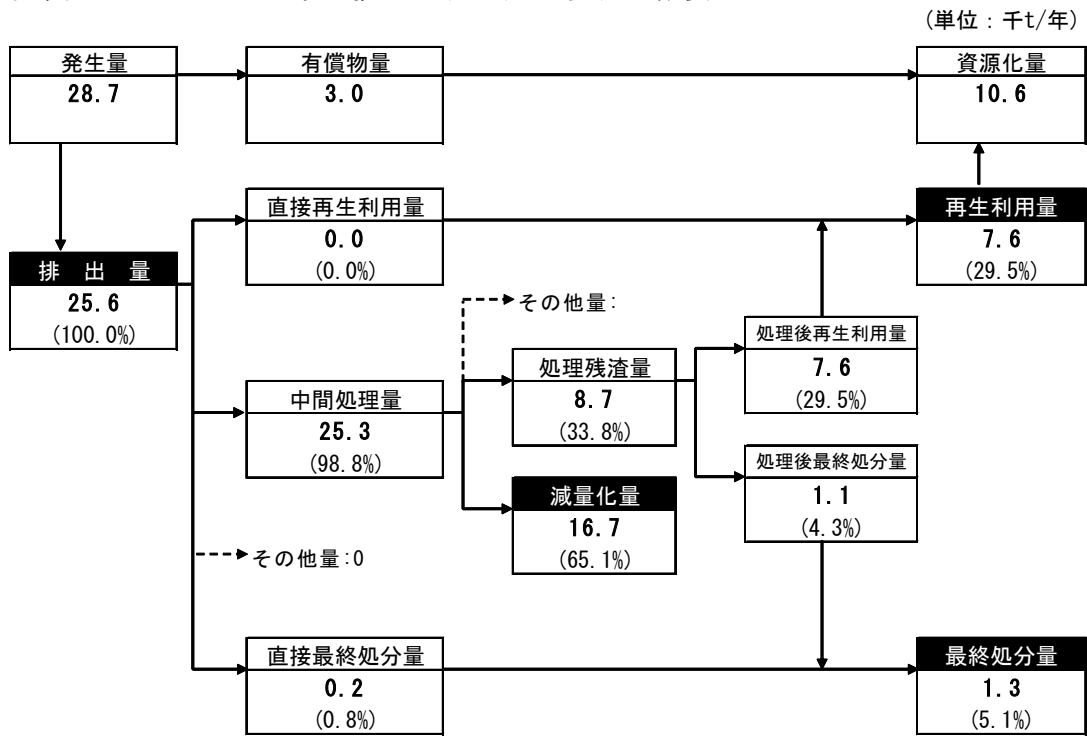 (単位：千t/年)
発生量
28.7
有償物量
3.0
資源化量
10.6
直接再生利用量
0.0
(0.0%)
再生利用量
7.6
(29.5%)
排 出 量
25.6
(100.0%)
その他量:
中間処理量
25.3
(98.8%)
処理残渣量
8.7
(33.8%)
処理後再生利用量
7.6
(29.5%)
減量化量
16.7
(65.1%)
処理後最終処分量
1.1
(4.3%)
その他量:0
直接最終処分量
0.2
(0.8%)
最終処分量
1.3
(5.1%)